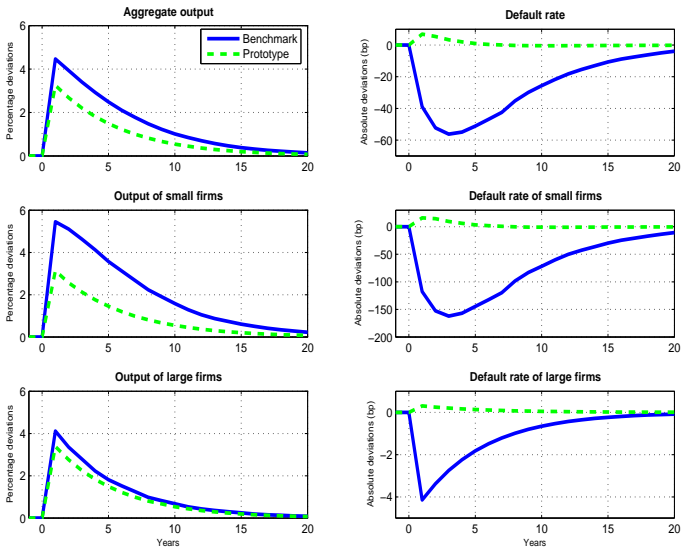 Aggregate output
Percentage deviations
6
4
2
0
0 5 10 15 20
Benchmark
Prototype
Default rate
Absolute deviations (bp)
0
−20
−40
−60
0 5 10 15 20
Output of small firms
Percentage deviations
6
4
2
0
0 5 10 15 20
Default rate of small firms
Absolute deviations (bp)
0
−50
−100
−150
−200
0 5 10 15 20
Output of large firms
Percentage deviations
6
4
2
0
0 5 10 15 20
Years
Default rate of large firms
Absolute deviations (bp)
0
−2
−4
0 5 10 15 20
Years